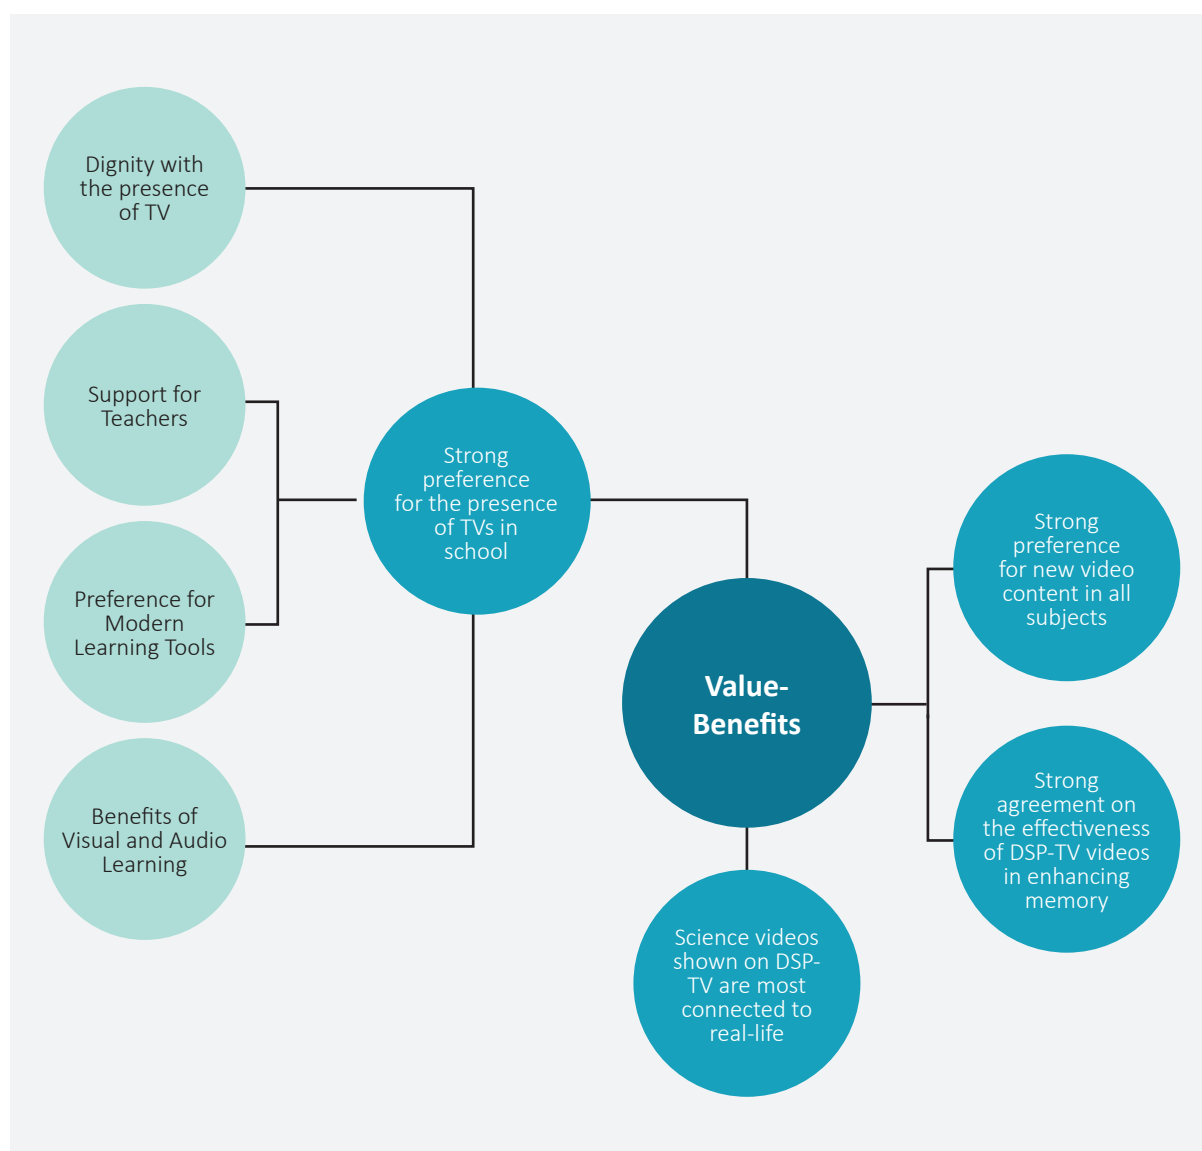 Dignity with
the presence
of TV
Support for
Teachers
Preference for
Modern
Learning Tools
Benefits of
Visual and Audio
Learning
Strong
preference
for the presence
of TVs in
school
Value-
Benefits
Science videos
shown on DSP-
TV are most
connected to
real-life
Strong
preference
for new video
content in all
subjects
Strong
agreement on
the effectiveness
of DSP-TV videos
in enhancing
memory